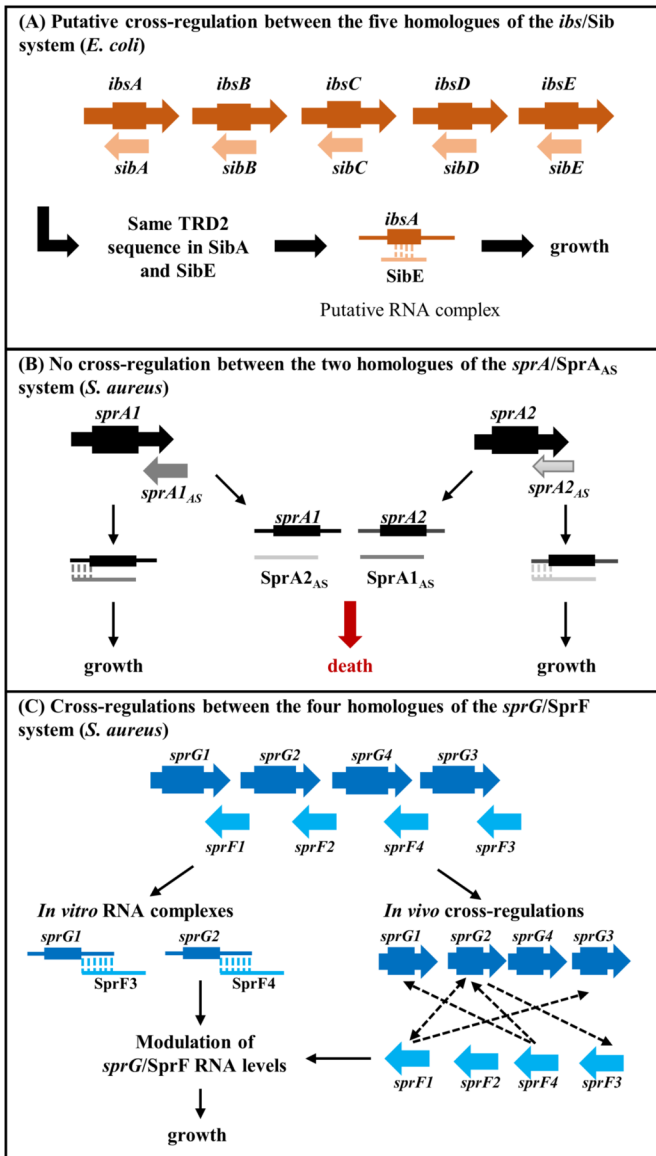 (A) Putative cross-regulation between the five homologues of the ibs/Sib
system (E. coli)
ibsA ibsB ibsC ibsD ibsE
sibA sibB sibC sibD sibE
Same TRD2
sequence in SibA
and SibE
ibsA
SibE
growth
Putative RNA complex
(B) No cross-regulation between the two homologues of the sprA/SprAAS
system (S. aureus)
sprA1 sprA2
sprA1AS sprA2AS
sprA1 sprA2
SprA2AS SprA1AS
growth death growth
(C) Cross-regulations between the four homologues of the sprG/SprF
system (S. aureus)
sprG1 sprG2 sprG4 sprG3
sprF1 sprF2 sprF4 sprF3
In vitro RNA complexes
sprG1 sprG2
SprF3 SprF4
In vivo cross-regulations
sprG1 sprG2 sprG4 sprG3
sprF1 sprF2 sprF4 sprF3
Modulation of
sprG/SprF RNA levels
growth